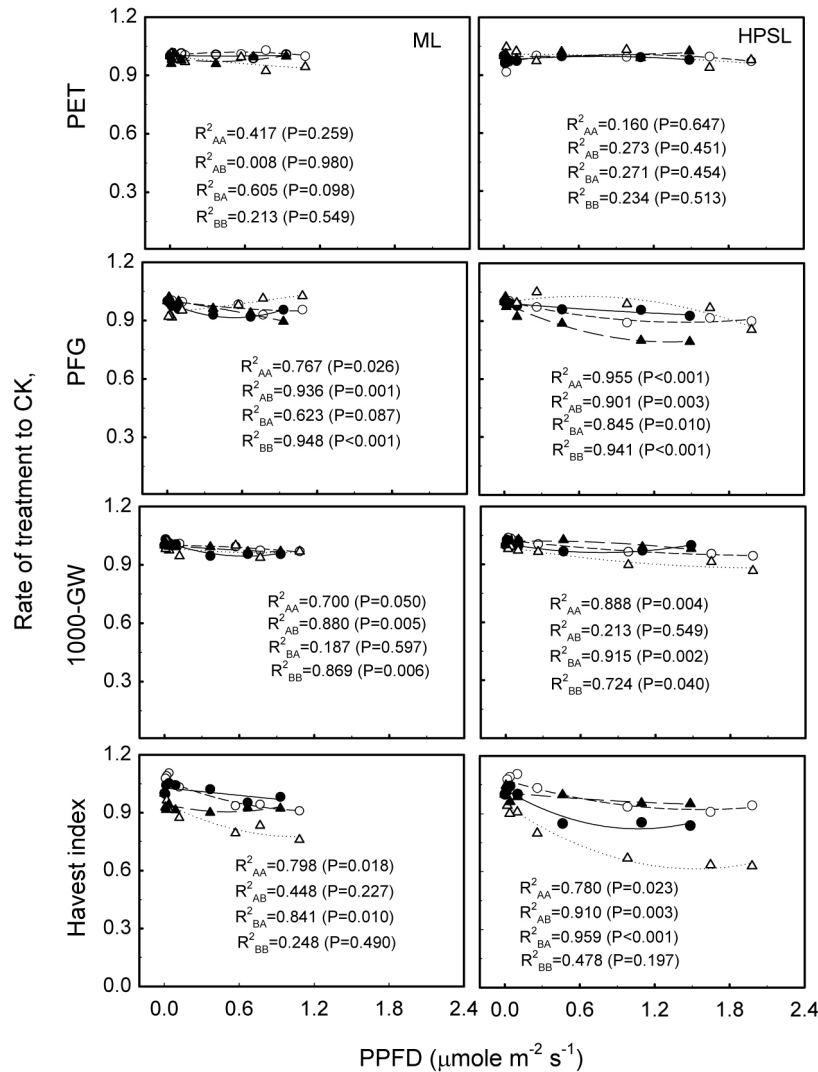 1.2
0.9
0.6
0.3
PET
ML
R²AA=0.417 (P=0.259)
R²AB=0.008 (P=0.980)
R²BA=0.605 (P=0.098)
R²BB=0.213 (P=0.549)
HPSL
R²AA=0.160 (P=0.647)
R²AB=0.273 (P=0.451)
R²BA=0.271 (P=0.454)
R²BB=0.234 (P=0.513)
1.2
0.9
0.6
0.3
PFG
R²AA=0.767 (P=0.026)
R²AB=0.936 (P=0.001)
R²BA=0.623 (P=0.087)
R²BB=0.948 (P<0.001)
R²AA=0.955 (P<0.001)
R²AB=0.901 (P=0.003)
R²BA=0.845 (P=0.010)
R²BB=0.941 (P<0.001)
Rate of treatment to CK,
1.2
0.9
0.6
0.3
1000-GW
R²AA=0.700 (P=0.050)
R²AB=0.880 (P=0.005)
R²BA=0.187 (P=0.597)
R²BB=0.869 (P=0.006)
R²AA=0.888 (P=0.004)
R²AB=0.213 (P=0.549)
R²BA=0.915 (P=0.002)
R²BB=0.724 (P=0.040)
1.2
0.9
0.6
0.3
0.0
Havest index
R²AA=0.798 (P=0.018)
R²AB=0.448 (P=0.227)
R²BA=0.841 (P=0.010)
R²BB=0.248 (P=0.490)
R²AA=0.780 (P=0.023)
R²AB=0.910 (P=0.003)
R²BA=0.959 (P<0.001)
R²BB=0.478 (P=0.197)
0.0 0.6 1.2 1.8 2.4 0.0 0.6 1.2 1.8 2.4
PPFD (μmole m⁻² s⁻¹)